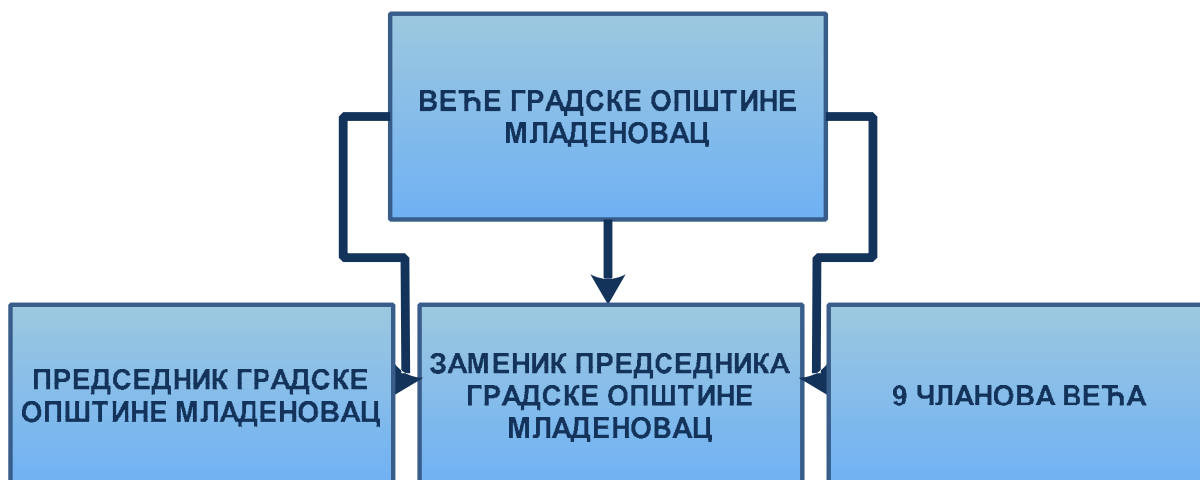 ВЕЋЕ ГРАДСКЕ ОПШТИНЕ
МЛАДЕНОВАЦ
ПРЕДСЕДНИК ГРАДСКЕ
ОПШТИНЕ МЛАДЕНОВАЦ
ЗАМЕНИК ПРЕДСЕДНИКА
ГРАДСКЕ ОПШТИНЕ
МЛАДЕНОВАЦ
9 ЧЛАНОВА ВЕЋА